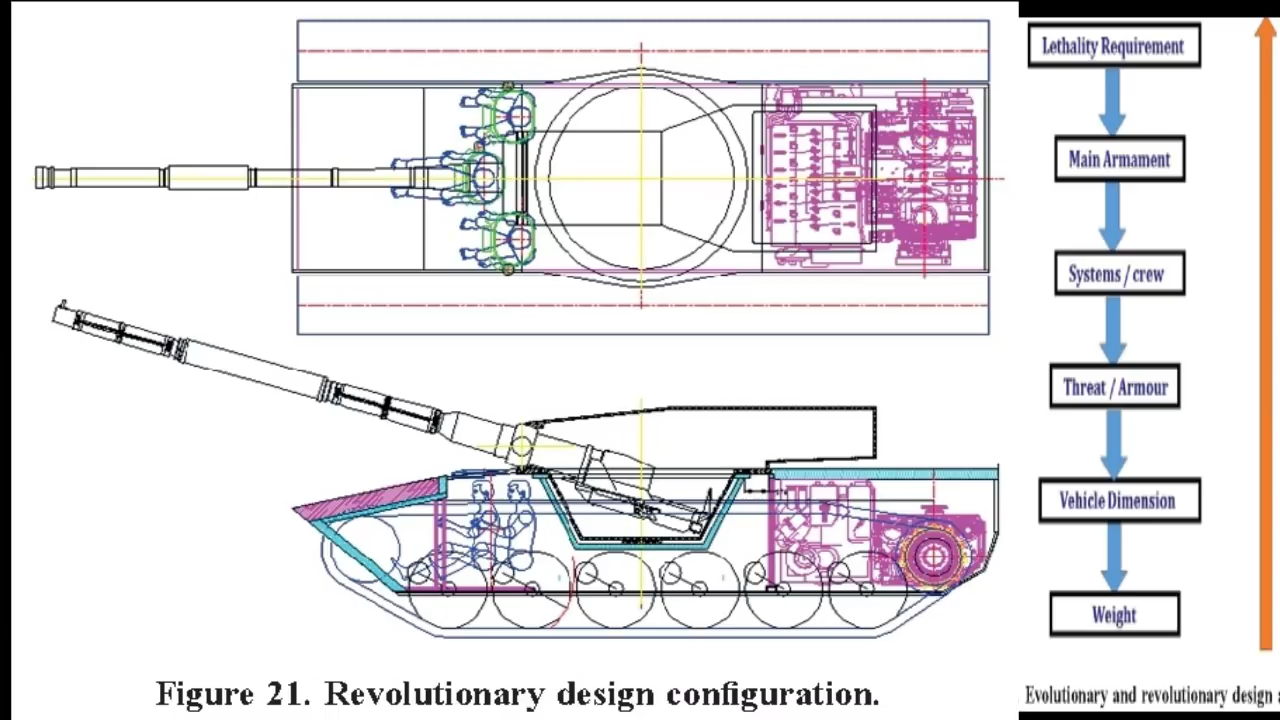 Lethality Requirement
Main Armament
Systems / crew
Threat / Armour
Vehicle Dimension
Weight
Figure 21. Revolutionary design configuration.
Evolutionary and revolutionary design